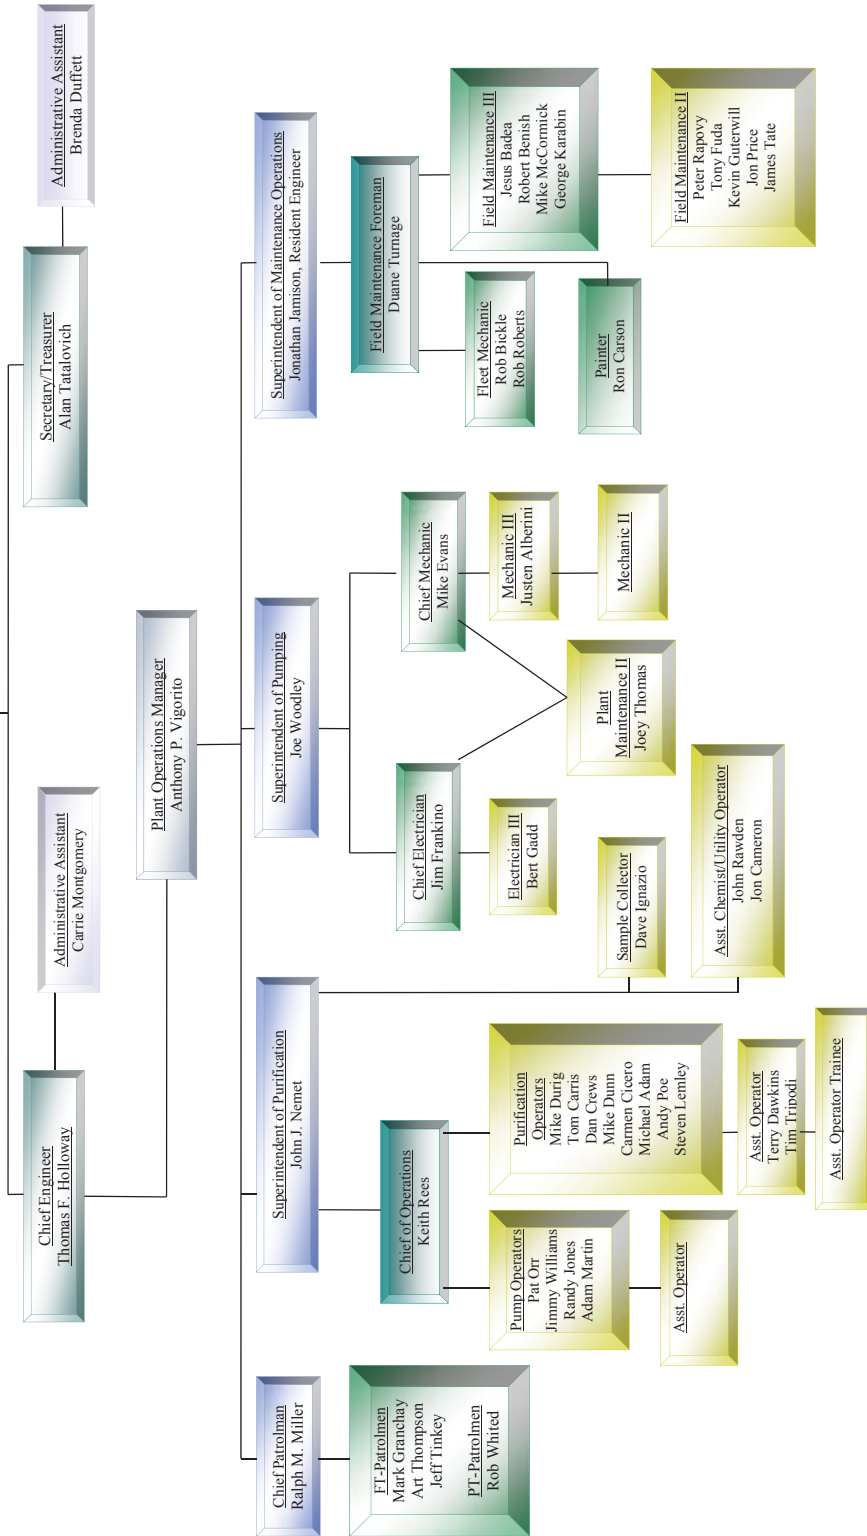 Chief Engineer
Thomas F. Holloway
Administrative Assistant
Carrie Montgomery
Secretary/Treasurer
Alan Tatalovich
Administrative Assistant
Brenda Duffett
Plant Operations Manager
Anthony P. Vigorito
Chief Patrolman
Ralph M. Miller
FT-Patrolmen
Mark Granchay
Art Thompson
Jeff Tinkey
PT-Patrolmen
Rob Whited
Superintendent of Purification
John J. Nemet
Chief of Operations
Keith Rees
Pump Operators
Pat Orr
Jimmy Williams
Randy Jones
Adam Martin
Asst. Operator
Purification
Operators
Mike Durig
Tom Carris
Dan Crews
Mike Dunn
Carmen Cicero
Michael Adam
Andy Poe
Steven Lemley
Asst. Operator
Terry Dawkins
Tim Tripodi
Asst. Operator Trainee
Sample Collector
Dave Ignazio
Asst. Chemist/Utility Operator
John Rawden
Jon Cameron
Superintendent of Pumping
Joe Woodley
Chief Electrician
Jim Frankino
Electrician III
Bert Gadd
Plant
Maintenance II
Joey Thomas
Chief Mechanic
Mike Evans
Mechanic III
Justen Alberini
Mechanic II
Superintendent of Maintenance Operations
Jonathan Jamison, Resident Engineer
Field Maintenance Foreman
Duane Turnage
Fleet Mechanic
Rob Bickle
Rob Roberts
Painter
Ron Carson
Field Maintenance III
Jesus Badea
Robert Benish
Mike McCormick
George Karabin
Field Maintenance II
Peter Rapovy
Tony Fuda
Kevin Guterwill
Jon Price
James Tate